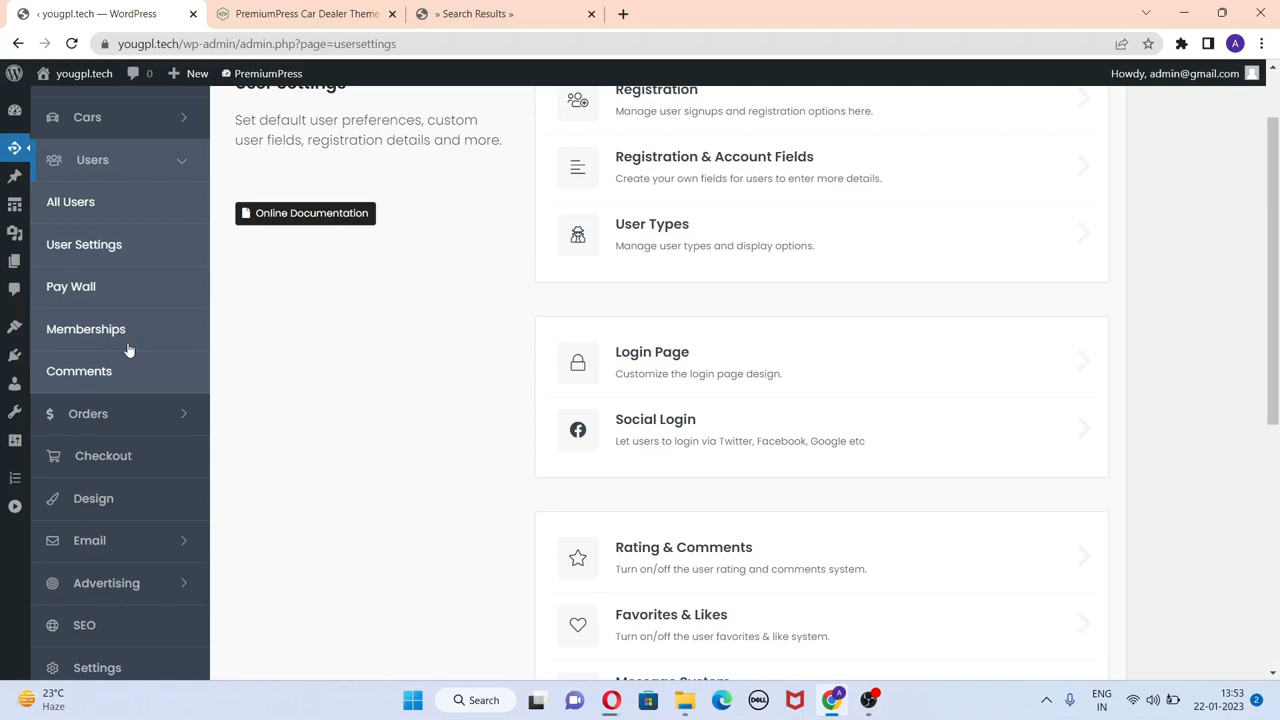 yougpl.tech — WordPress
PremiumPress Car Dealer Theme
» Search Results »
yougpl.tech/wp-admin/admin.php?page=usersettings
A
yougpl.tech
0
New
PremiumPress
Howdy, admin@gmail.com
User Settings
Set default user preferences, custom
user fields, registration details and more.
Online Documentation
Cars
Users
All Users
User Settings
Pay Wall
Memberships
Comments
Orders
Checkout
Design
Email
Advertising
SEO
Settings
Registration
Manage user signups and registration options here.
Registration & Account Fields
Create your own fields for users to enter more details.
User Types
Manage user types and display options.
Login Page
Customize the login page design.
Social Login
Let users to login via Twitter, Facebook, Google etc
Rating & Comments
Turn on/off the user rating and comments system.
Favorites & Likes
Turn on/off the user favorites & like system.
Message System
23°C
Haze
Search
DELL
A
ENG
IN
13:53
22-01-2023
2